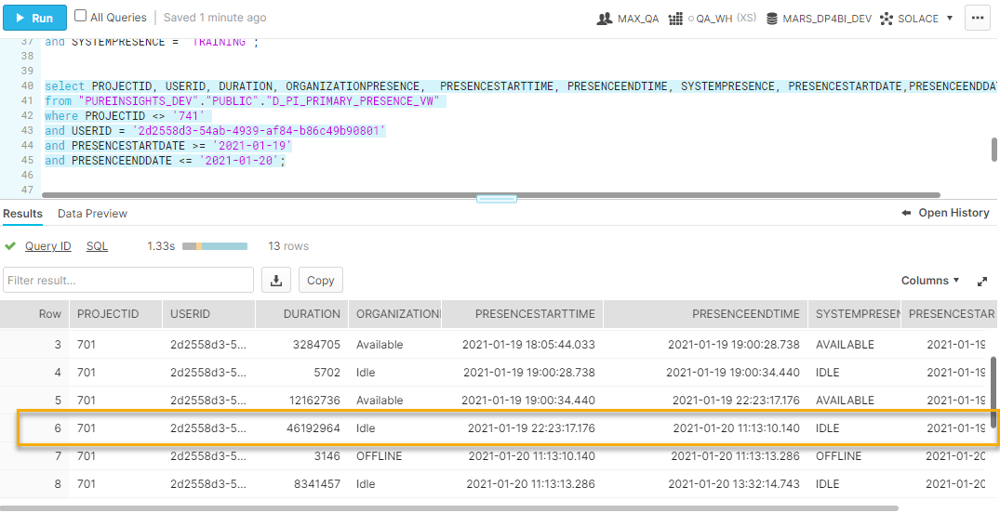 Run All Queries Saved 1 minute ago MAX_QA QA_WH (XS) MARS_DP4BI_DEV SOLACE
37 and SYSTEMPRESENCE = 'TRAINING';
38
39
40 select PROJECTID, USERID, DURATION, ORGANIZATIONPRESENCE, PRESENCESTARTTIME, PRESENCEENDTIME, SYSTEMPRESENCE, PRESENCESTARTDATE,PRESENCEENDDA
41 from "PUREINSIGHTS_DEV"."PUBLIC"."D_PI_PRIMARY_PRESENCE_VW"
42 where PROJECTID <> '741'
43 and USERID = '2d2558d3-54ab-4939-af84-b86c49b90801'
44 and PRESENCESTARTDATE >= '2021-01-19'
45 and PRESENCEENDDATE <= '2021-01-20';
46
47
Results Data Preview Open History
Query ID SQL 1.33s 13 rows
Filter result... Copy Columns
Row PROJECTID USERID DURATION ORGANIZATION PRESENCESTARTTIME PRESENCEENDTIME SYSTEMPRESEN PRESENCESTAR
3 701 2d2558d3-5... 3284705 Available 2021-01-19 18:05:44.033 2021-01-19 19:00:28.738 AVAILABLE 2021-01-19
4 701 2d2558d3-5... 5702 Idle 2021-01-19 19:00:28.738 2021-01-19 19:00:34.440 IDLE 2021-01-19
5 701 2d2558d3-5... 12162736 Available 2021-01-19 19:00:34.440 2021-01-19 22:23:17.176 AVAILABLE 2021-01-19
6 701 2d2558d3-5... 46192964 Idle 2021-01-19 22:23:17.176 2021-01-20 11:13:10.140 IDLE 2021-01-19
7 701 2d2558d3-5... 3146 OFFLINE 2021-01-20 11:13:10.140 2021-01-20 11:13:13.286 OFFLINE 2021-01-20
8 701 2d2558d3-5... 8341457 Idle 2021-01-20 11:13:13.286 2021-01-20 13:32:14.743 IDLE 2021-01-20